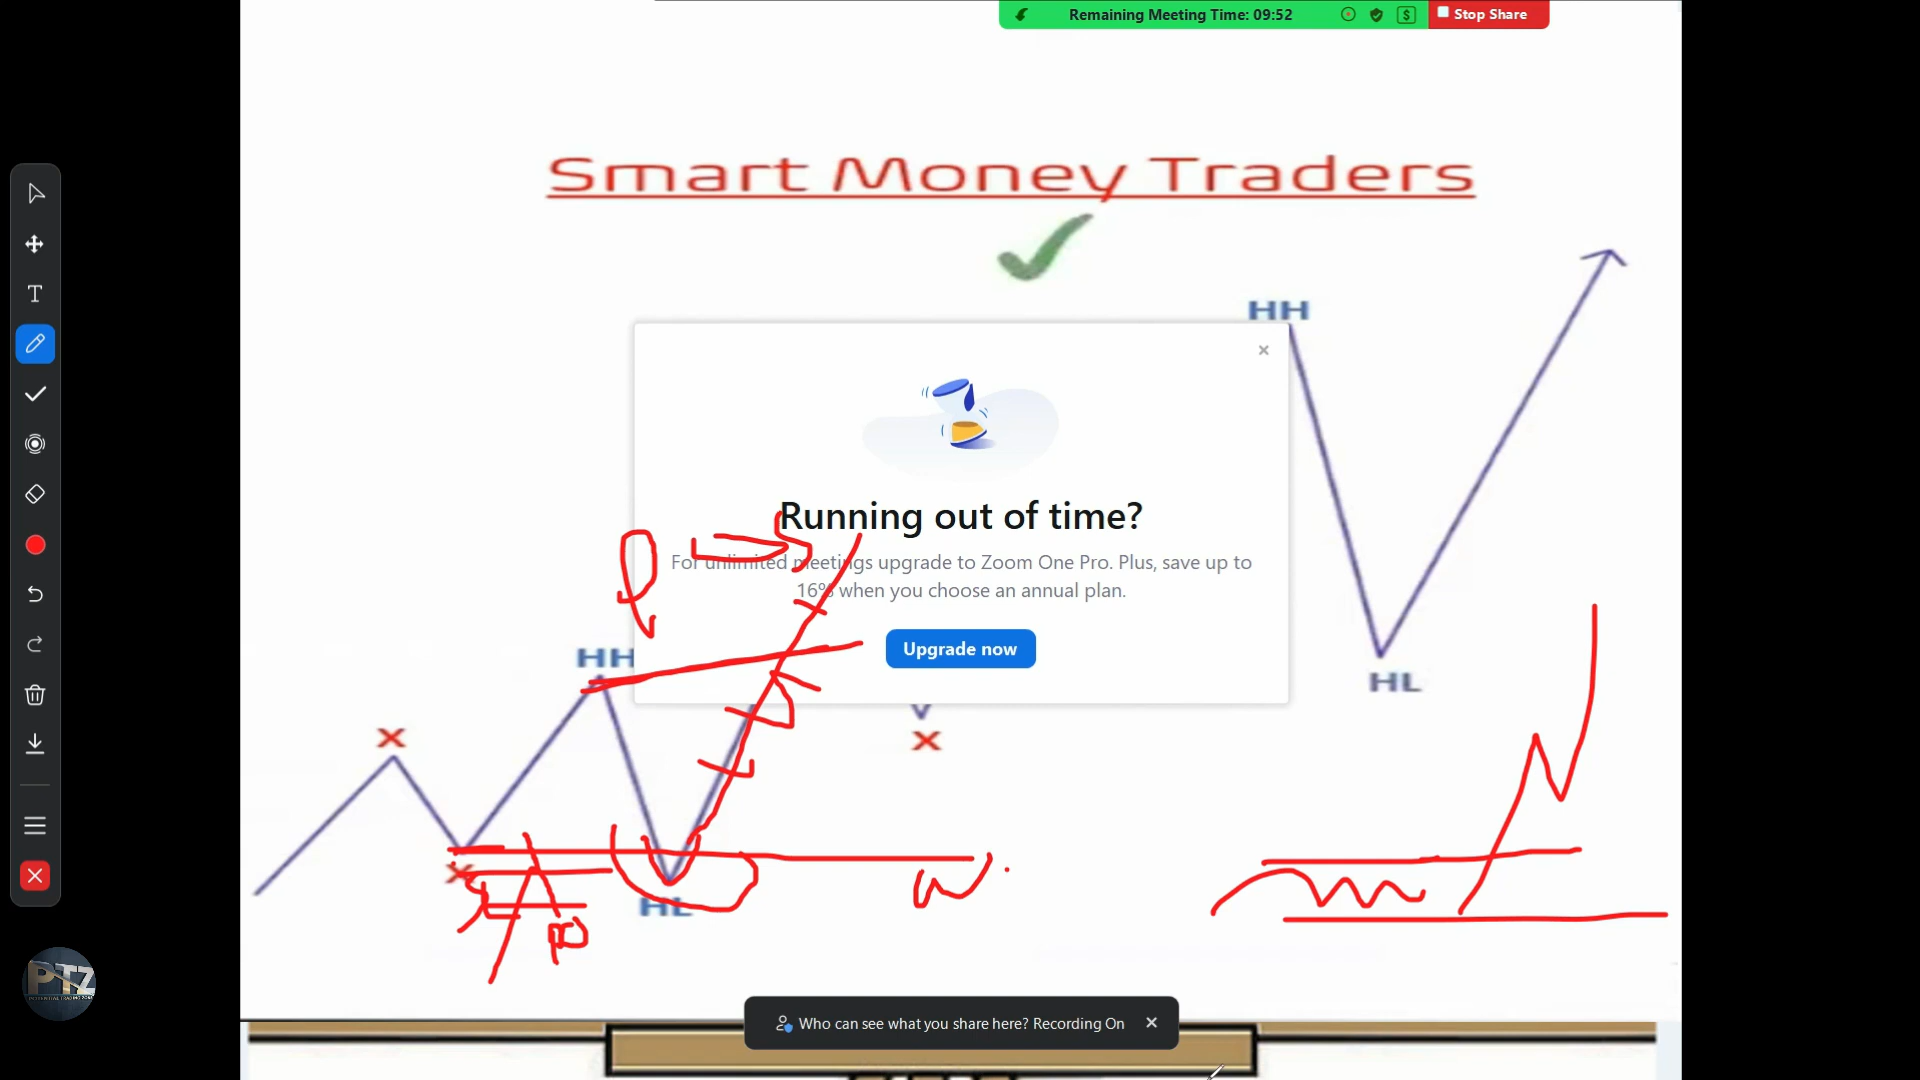 Remaining Meeting Time: 09:52
Stop Share
Smart Money Traders
HH
Running out of time?
For unlimited meetings upgrade to Zoom One Pro. Plus, save up to
16% when you choose an annual plan.
Upgrade now
HH
HL
X
X
X
HL
PTZ
Who can see what you share here? Recording On